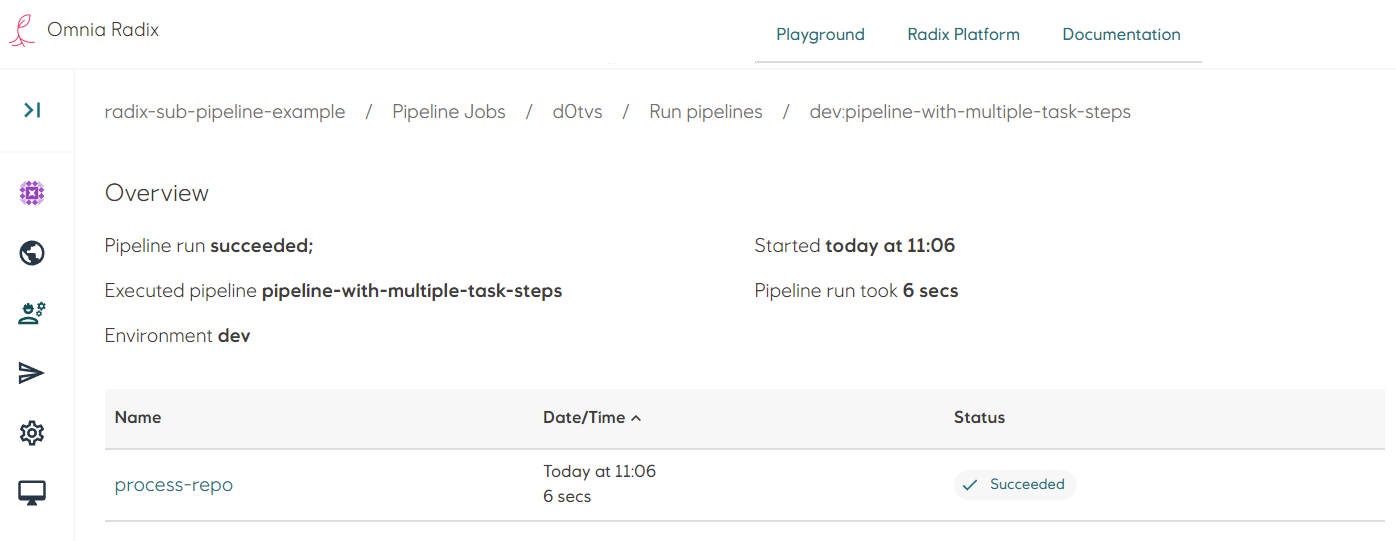 Omnia Radix
Playground Radix Platform Documentation
radix-sub-pipeline-example / Pipeline Jobs / d0tvs / Run pipelines / dev:pipeline-with-multiple-task-steps
Overview
Pipeline run succeeded;
Started today at 11:06
Executed pipeline pipeline-with-multiple-task-steps
Pipeline run took 6 secs
Environment dev
Name Date/Time Status
process-repo
Today at 11:06
6 secs
Succeeded